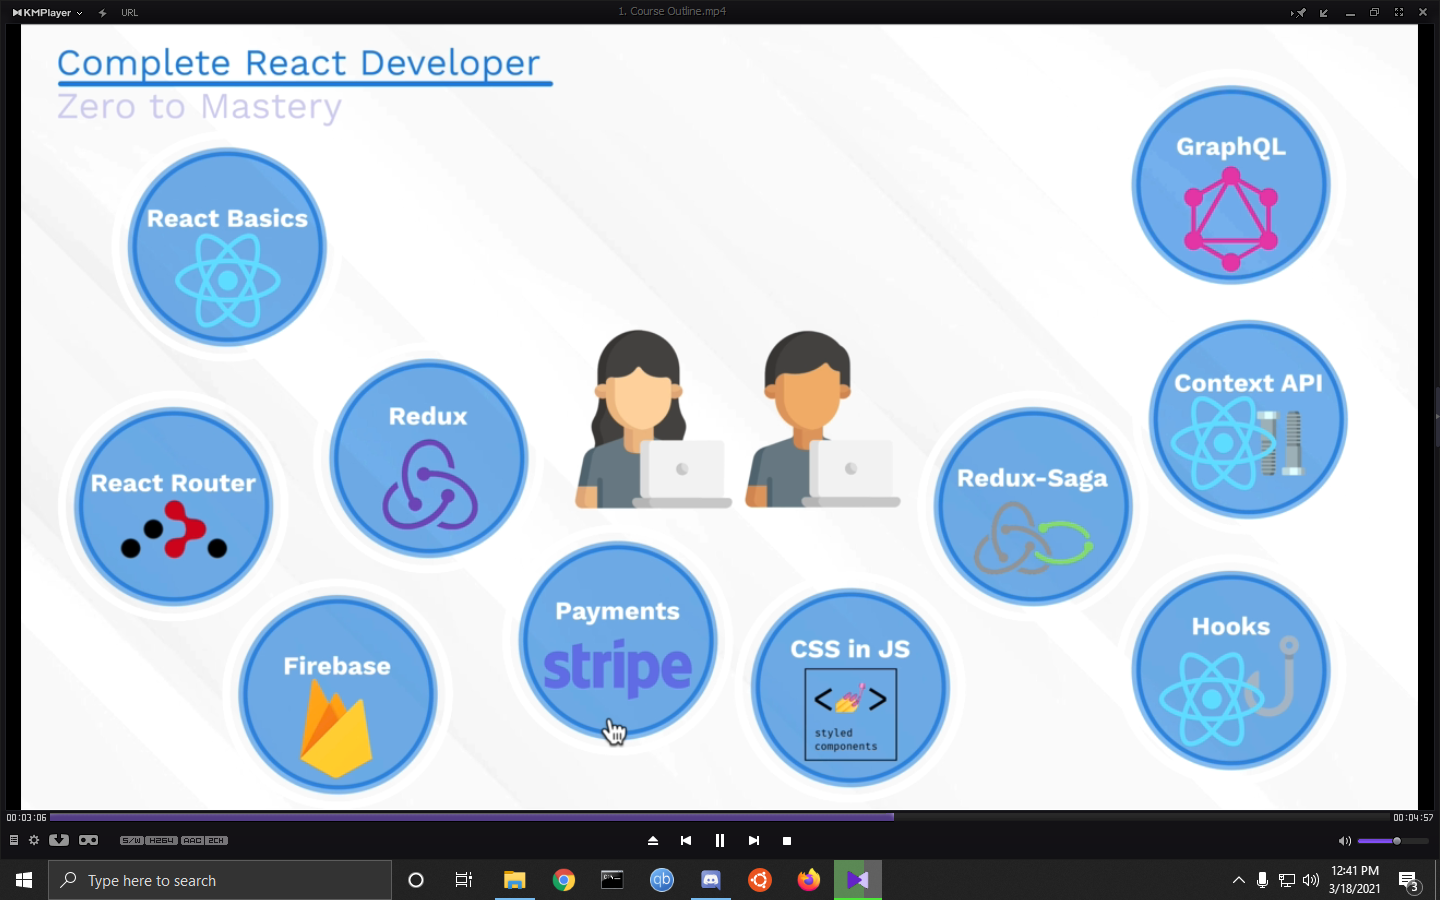 KMPlayer
URL
1. Course Outline.mp4
Complete React Developer
Zero to Mastery
GraphQL
React Basics
Context API
Redux
React Router
Redux-Saga
Payments
stripe
Hooks
CSS in JS
< >
styled
components
Firebase
00:03:06
00:04:57
S/W H264 AAC 2CH
Type here to search
qb
12:41 PM
3/18/2021
3